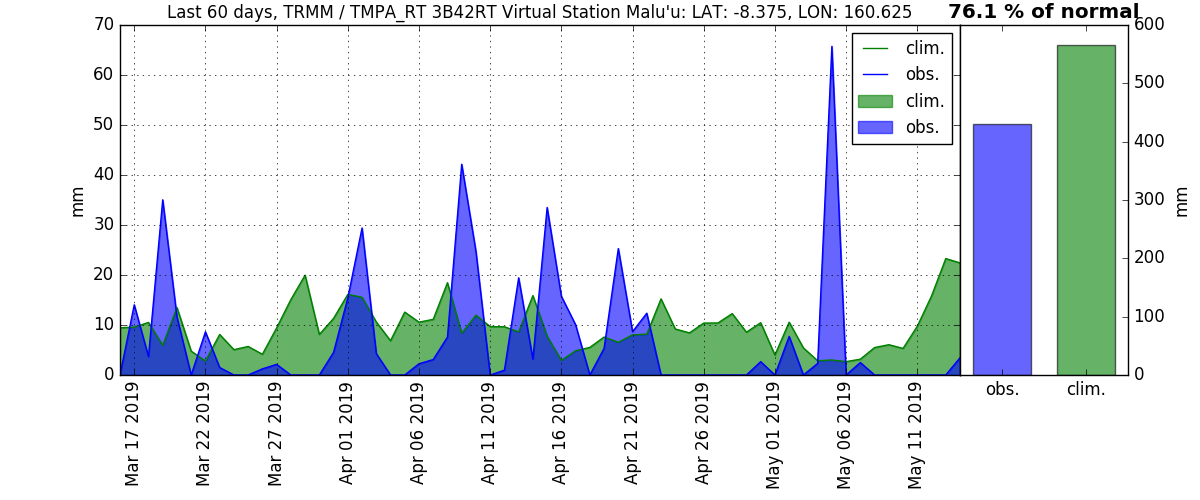 Last 60 days, TRMM / TMPA_RT 3B42RT Virtual Station Malu'u: LAT: -8.375, LON: 160.625
76.1 % of normal
70
60
50
40
30
20
10
0
mm
clim.
obs.
clim.
obs.
Mar 17 2019
Mar 22 2019
Mar 27 2019
Apr 01 2019
Apr 06 2019
Apr 11 2019
Apr 16 2019
Apr 21 2019
Apr 26 2019
May 01 2019
May 06 2019
May 11 2019
600
500
400
300
200
100
0
mm
obs.
clim.